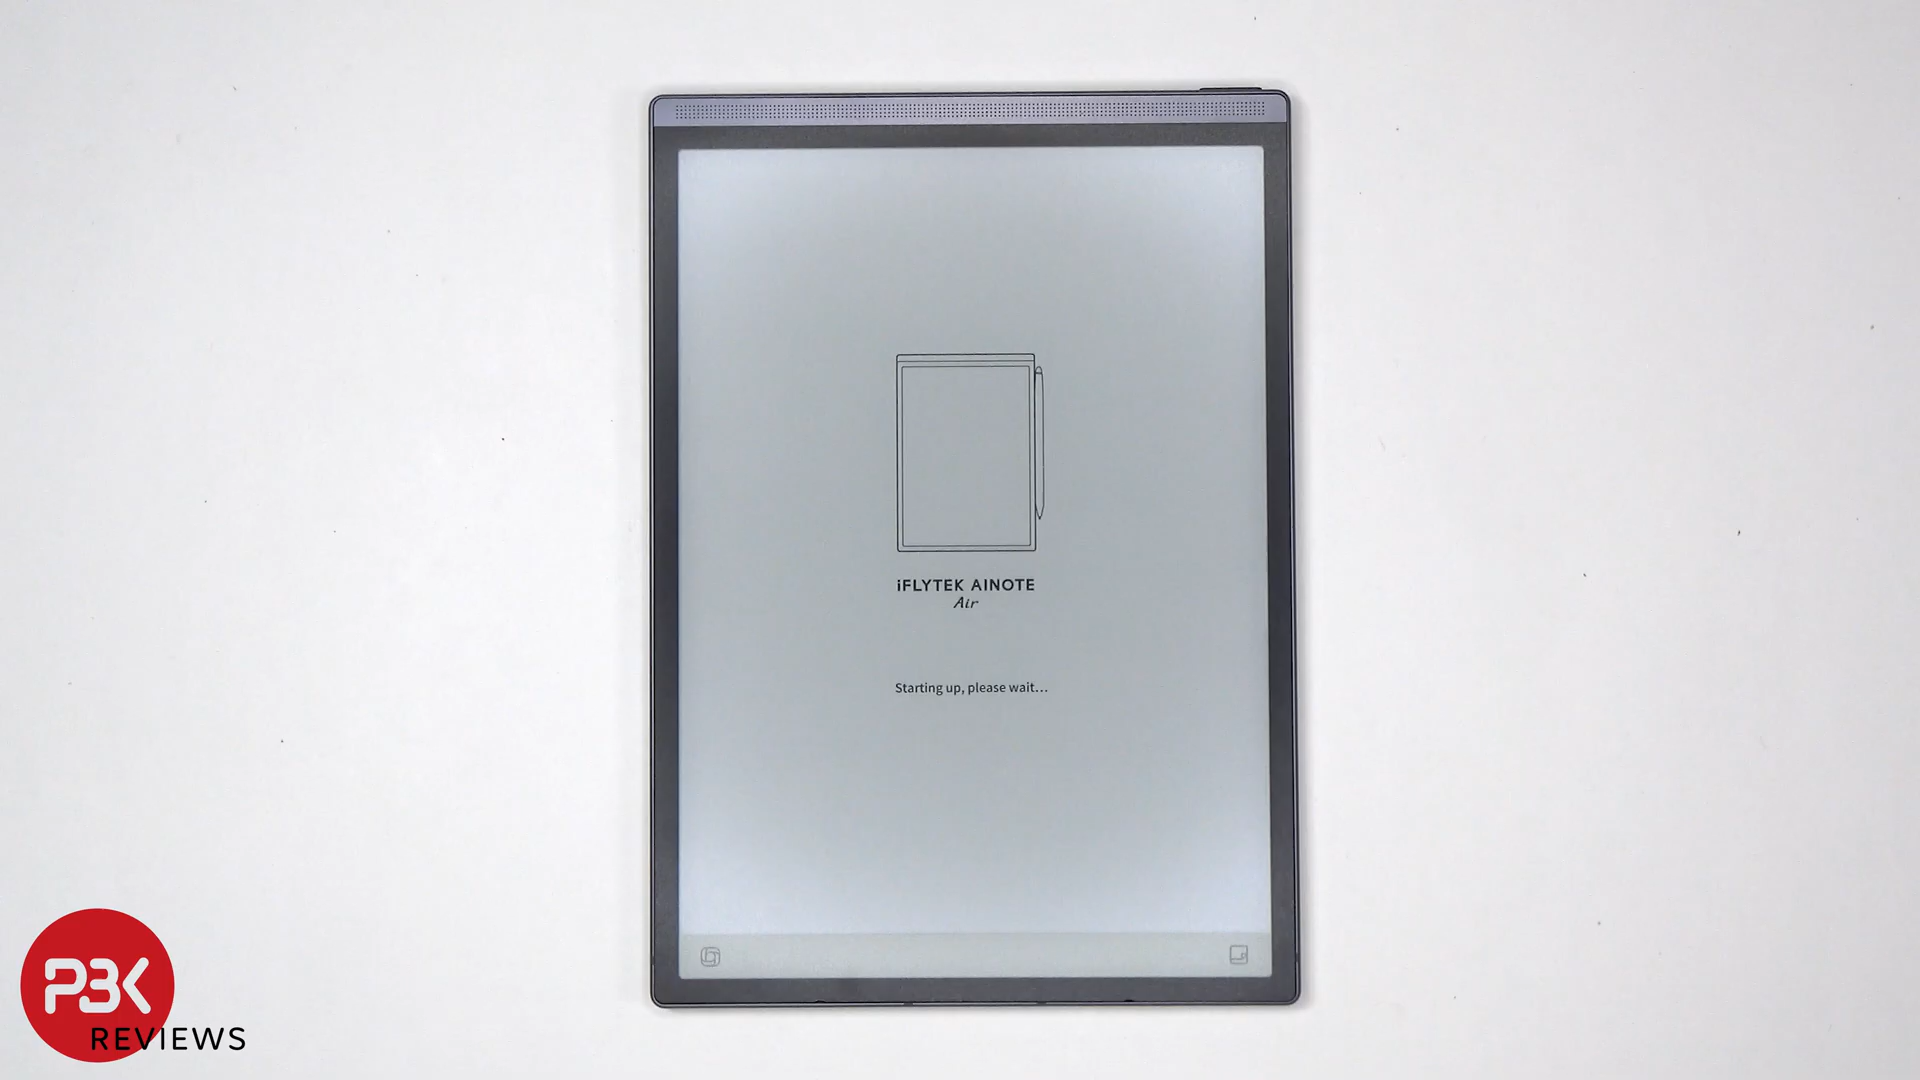 iFLYTEK AINOTE
Air
Starting up, please wait...
P3K
REVIEWS